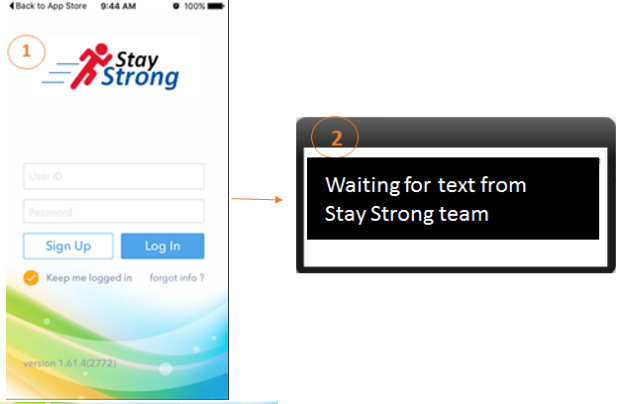 Back to App Store 9:44 AM 100%
1
Stay
Strong
User ID
Password
Sign Up Log In
Keep me logged in forgot info ?
version 1.61.4(2772)
2
Waiting for text from
Stay Strong team